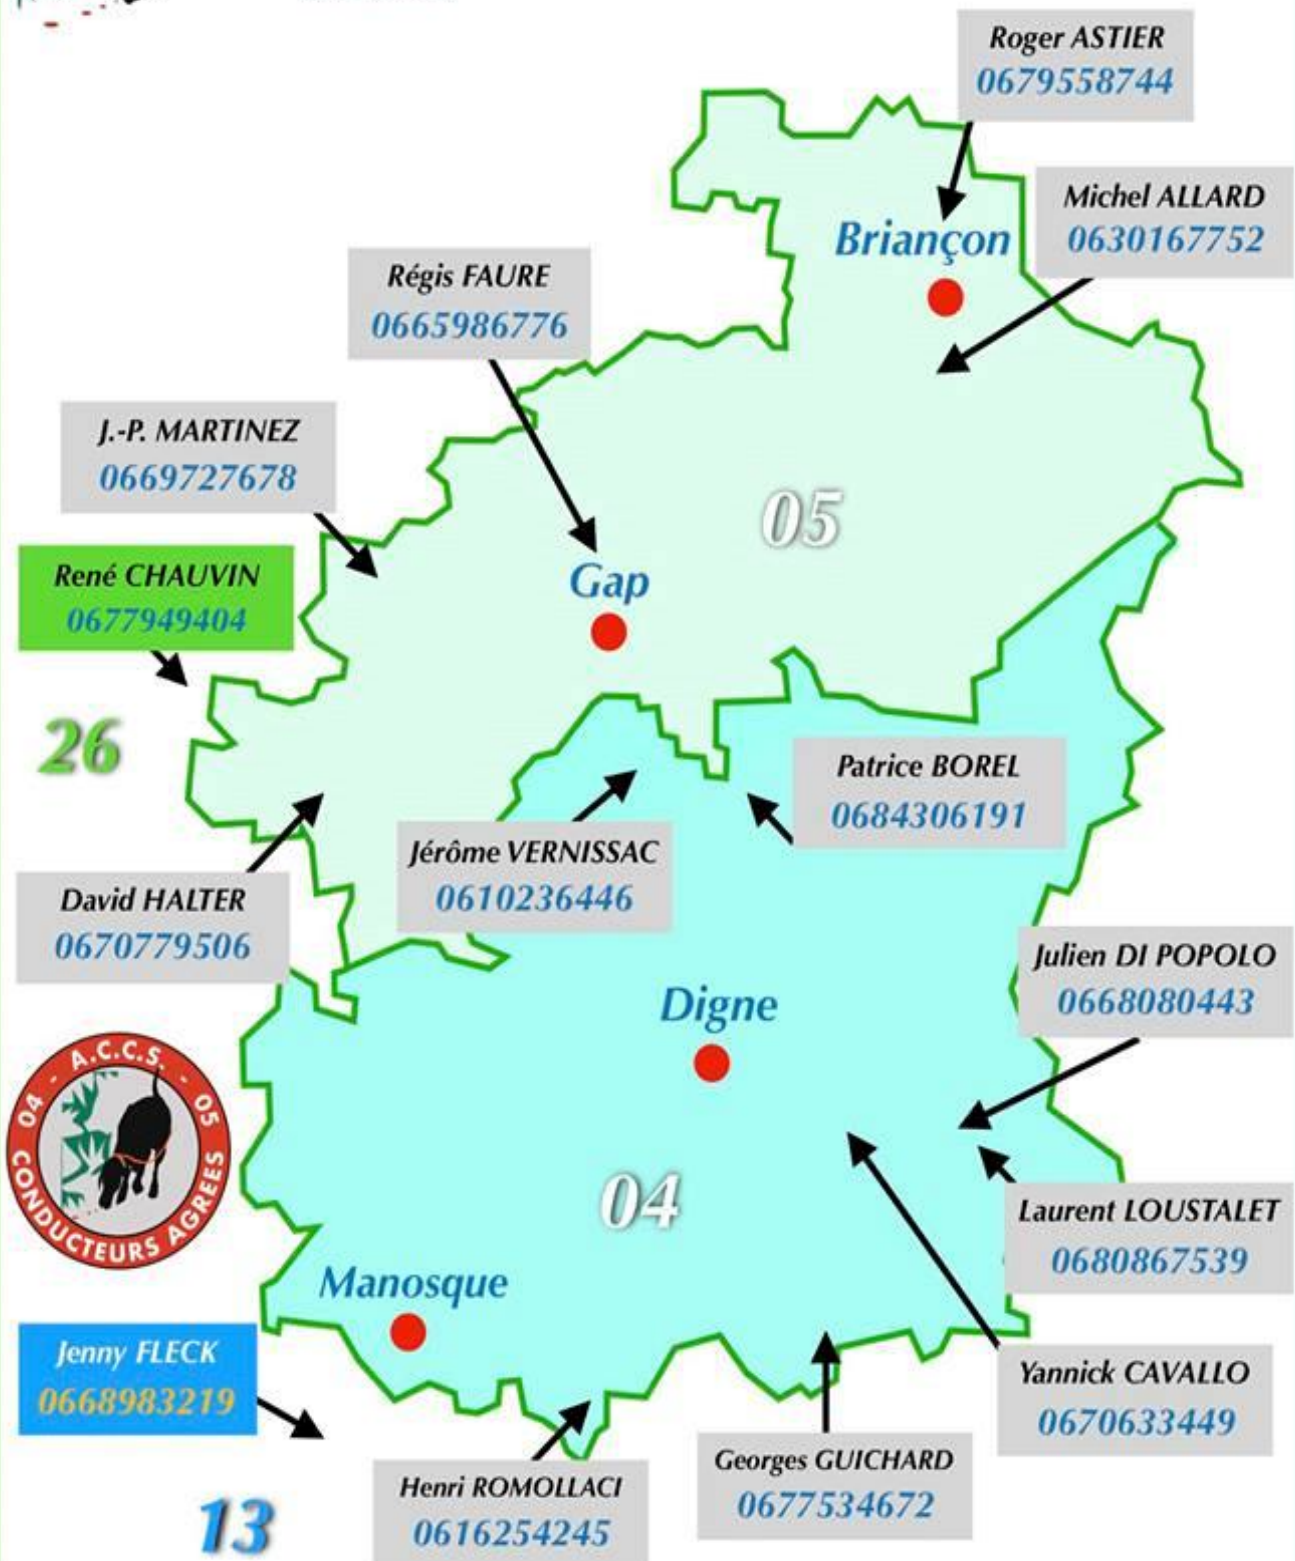 Roger ASTIER
0679558744
Michel ALLARD
0630167752
Briançon
Régis FAURE
0665986776
J.-P. MARTINEZ
0669727678
05
René CHAUVIN
0677949404
Gap
26
Patrice BOREL
0684306191
Jérôme VERNISSAC
0610236446
David HALTER
0670779506
Julien DI POPOLO
0668080443
Digne
04 - A.C.C.S. - 05
CONDUCTEURS AGREES
04
Laurent LOUSTALET
0680867539
Manosque
Jenny FLECK
0668983219
Yannick CAVALLO
0670633449
Georges GUICHARD
0677534672
Henri ROMOLLACI
0616254245
13